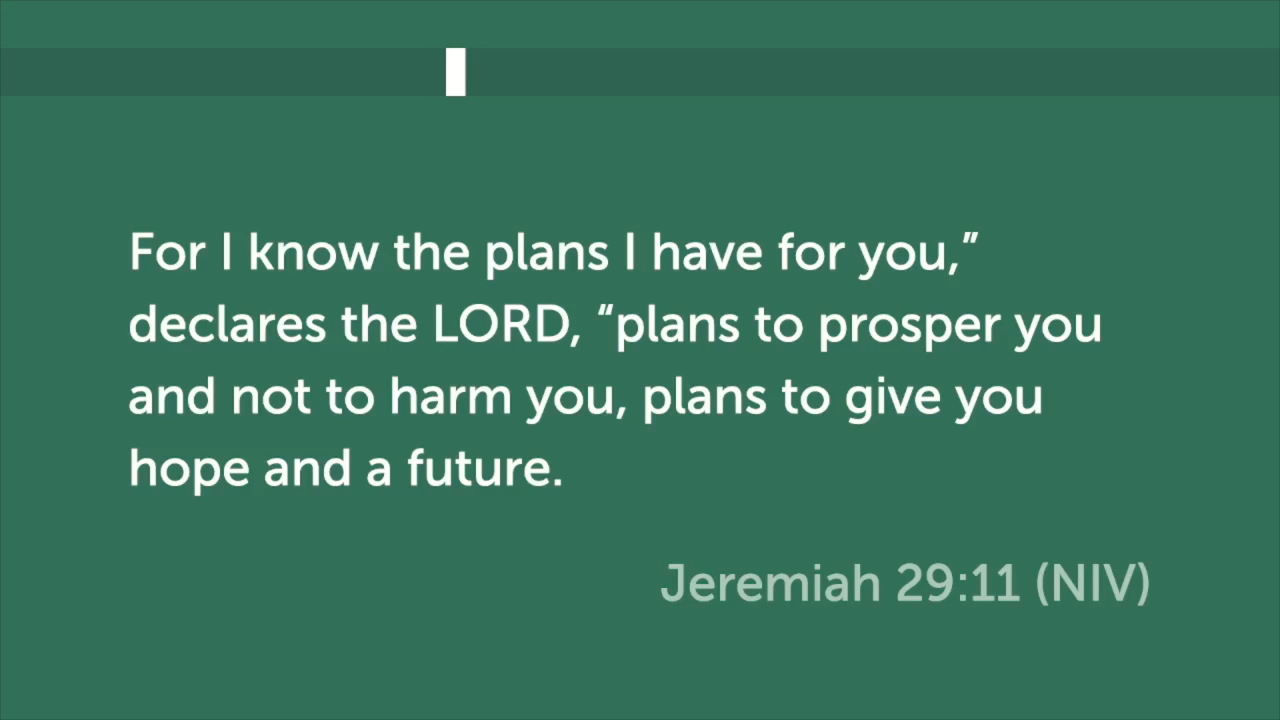 For I know the plans I have for you,”
declares the LORD, “plans to prosper you
and not to harm you, plans to give you
hope and a future.
Jeremiah 29:11 (NIV)